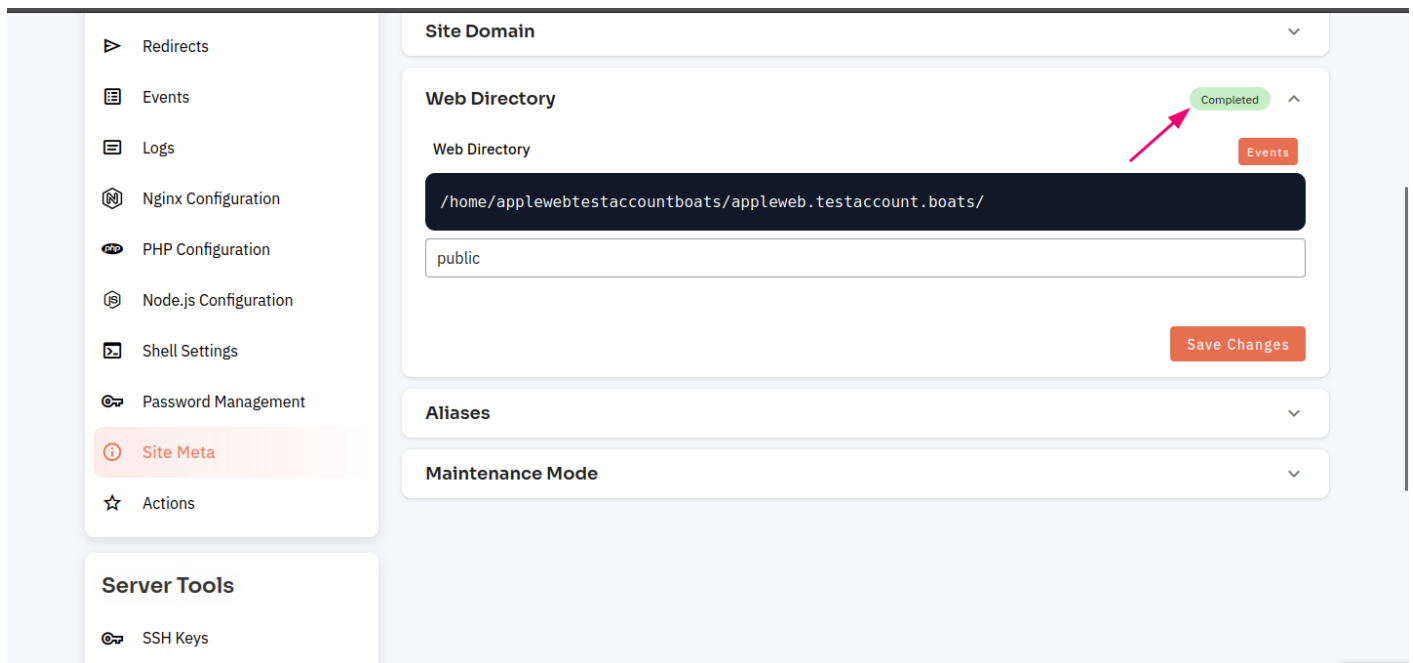 Redirects
Events
Logs
Nginx Configuration
php
PHP Configuration
JS
Node.js Configuration
Shell Settings
Password Management
Site Meta
Actions
Server Tools
SSH Keys
Site Domain
Web Directory
Completed
Web Directory
Events
/home/applewebtestaccountboats/appleweb.testaccount.boats/
public
Save Changes
Aliases
Maintenance Mode